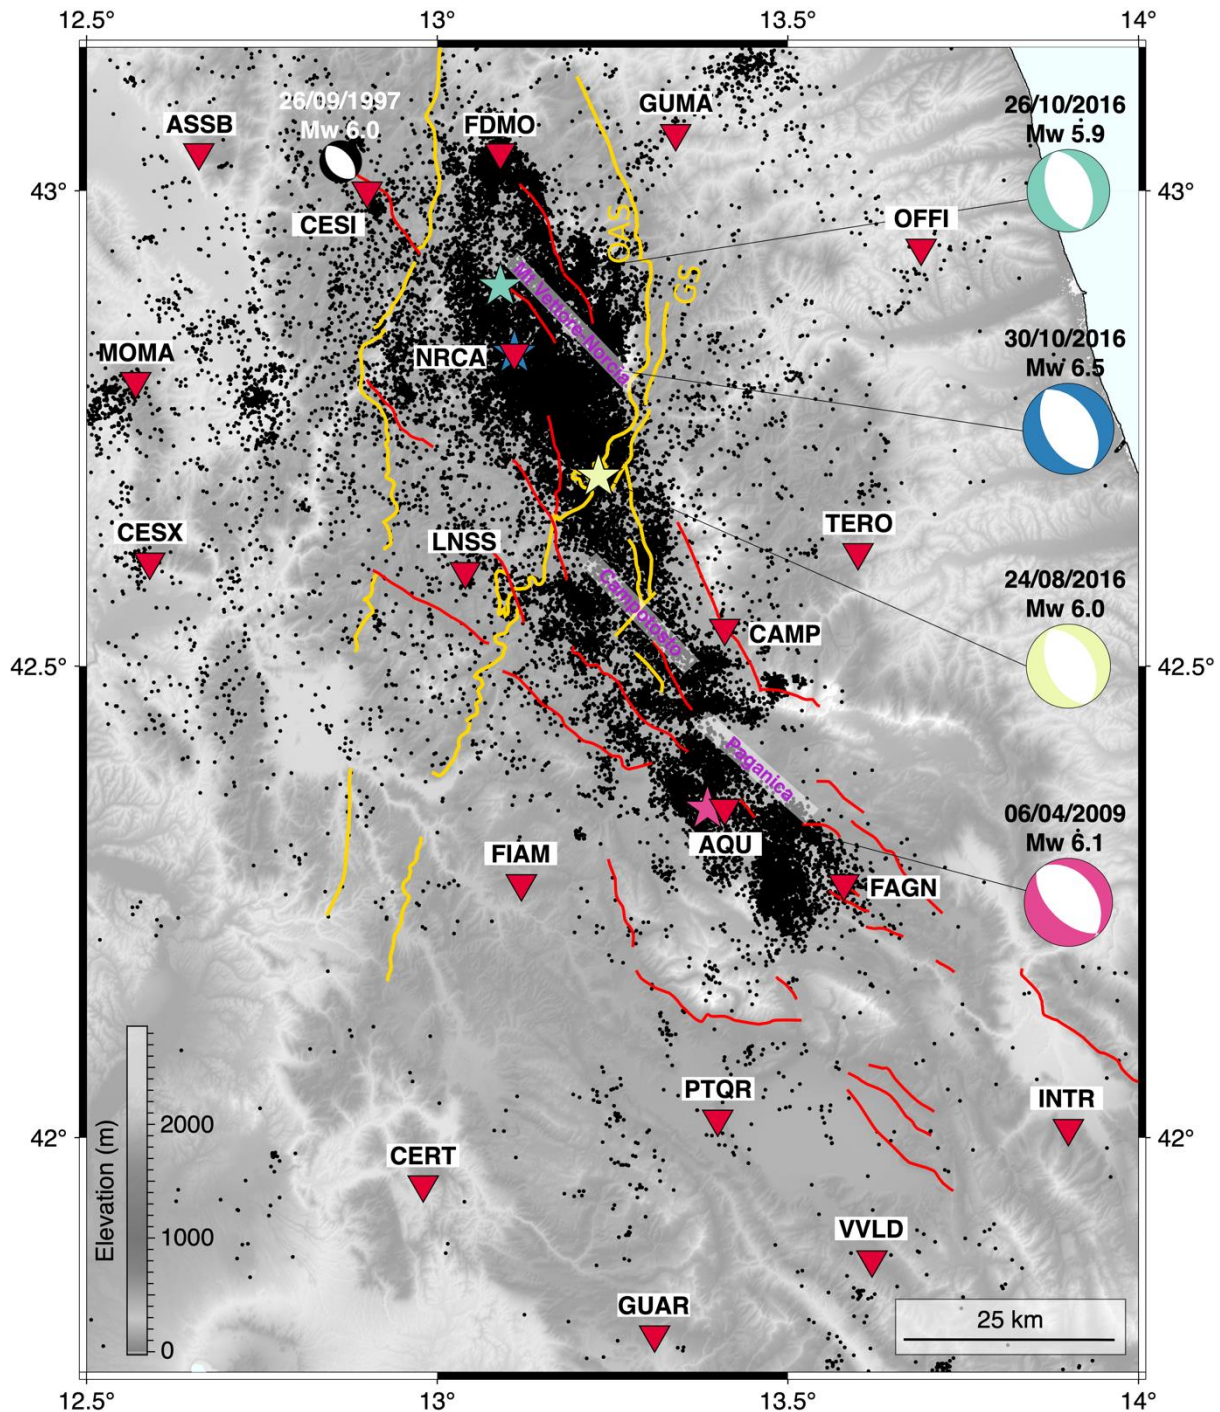 12.5°
13°
13.5°
14°
26/09/1997
Mw 6.0
ASSB
FDMO
GUMA
26/10/2016
Mw 5.9
43°
43°
CESI
OAS
OFFI
GS
Mt.Vettore-Norcia
MOMA
NRCA
30/10/2016
Mw 6.5
CESX
LNSS
TERO
24/08/2016
Mw 6.0
Campotosto
CAMP
42.5°
42.5°
Paganica
06/04/2009
Mw 6.1
FIAM
AQU
FAGN
Elevation (m)
2000
1000
0
PTQR
INTR
42°
42°
CERT
VVLD
GUAR
25 km
12.5°
13°
13.5°
14°